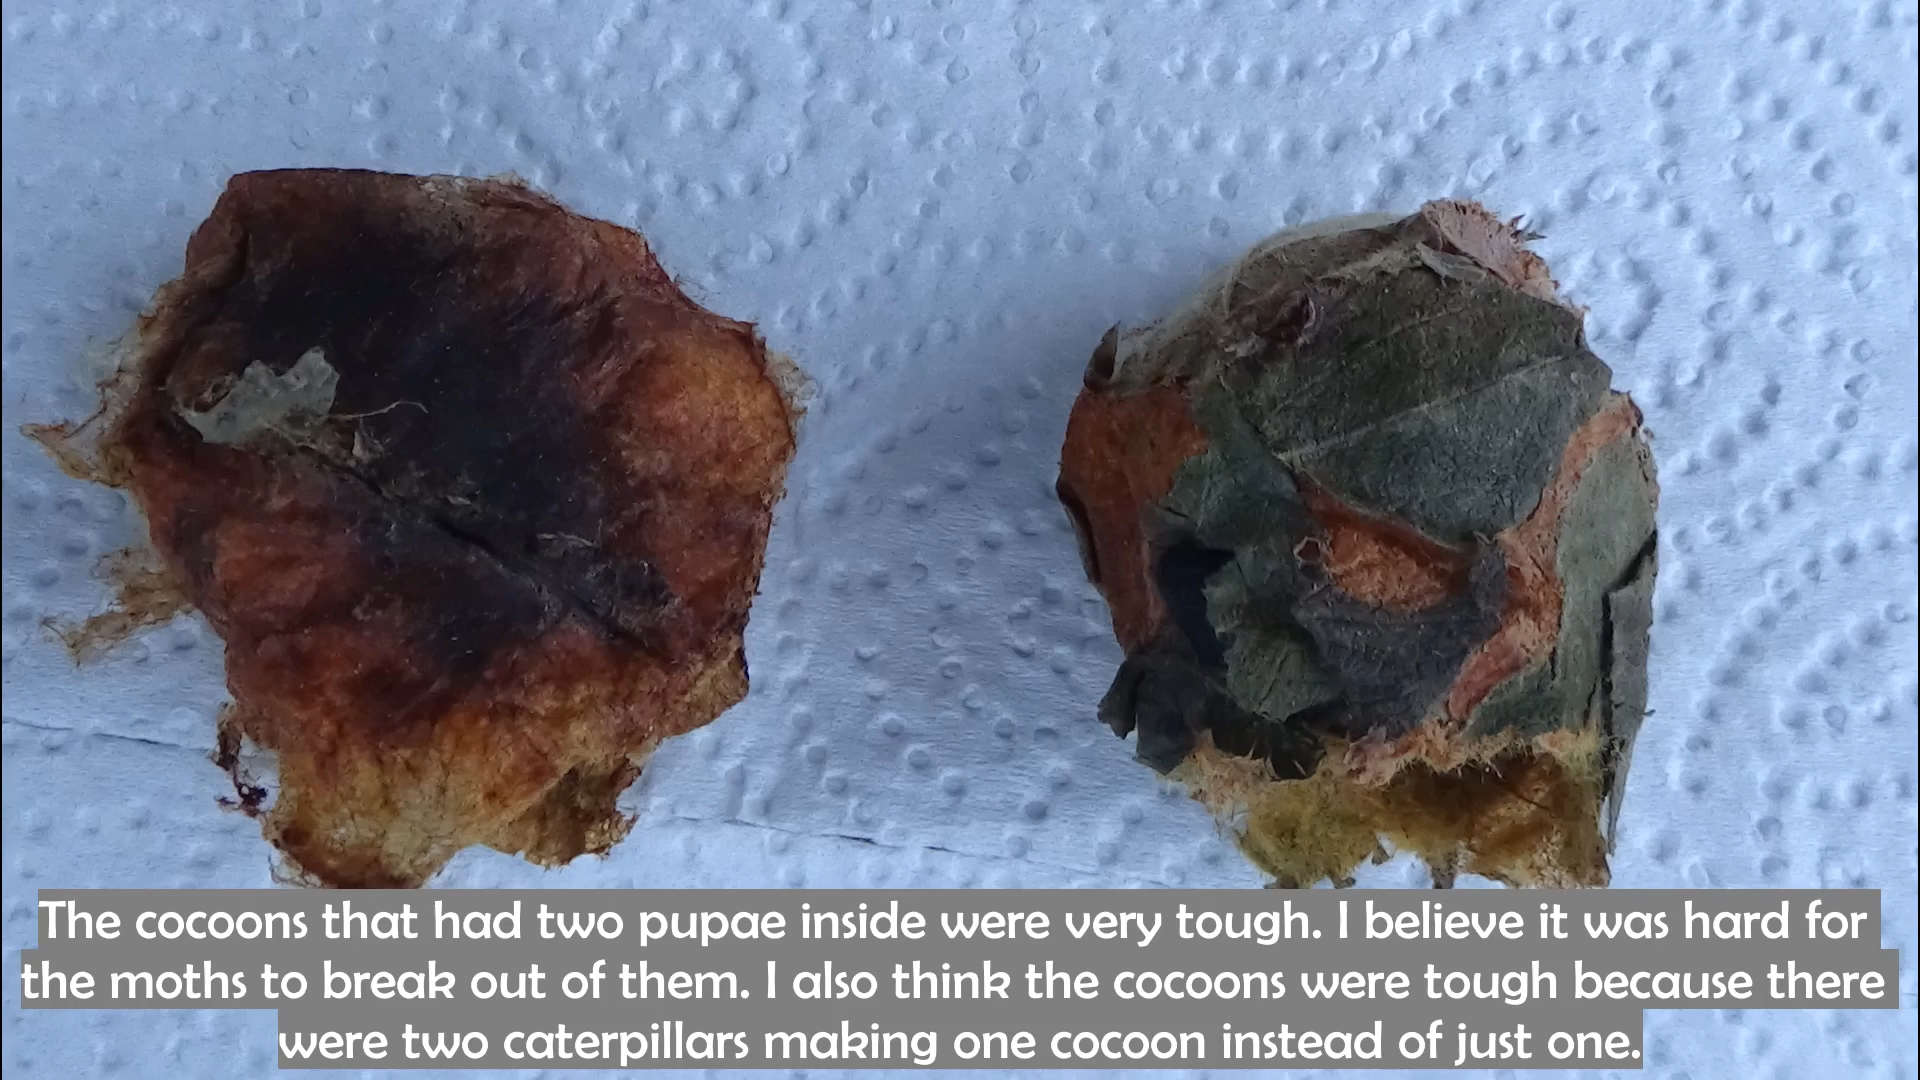 The cocoons that had two pupae inside were very tough. I believe it was hard for
the moths to break out of them. I also think the cocoons were tough because there
were two caterpillars making one cocoon instead of just one.